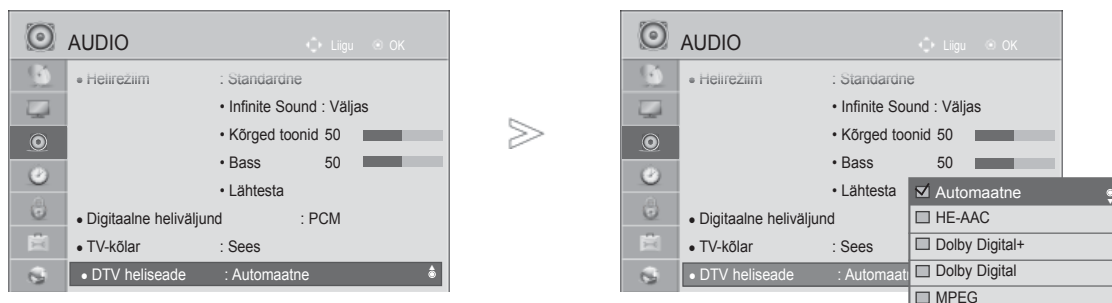 AUDIO Liigu OK
• Helirežiim : Standardne
• Infinite Sound : Väljas
• Kõrged toonid 50
• Bass 50
• Lähtesta
• Digitaalne heliväljund : PCM
• TV-kõlar : Sees
• DTV heliseade : Automaatne
>
AUDIO Liigu OK
• Helirežiim : Standardne
• Infinite Sound : Väljas
• Kõrged toonid 50
• Bass 50
• Lähtesta
• Digitaalne heliväljund
• TV-kõlar : Sees
• DTV heliseade : Automaat
Automaatne
HE-AAC
Dolby Digital+
Dolby Digital
MPEG